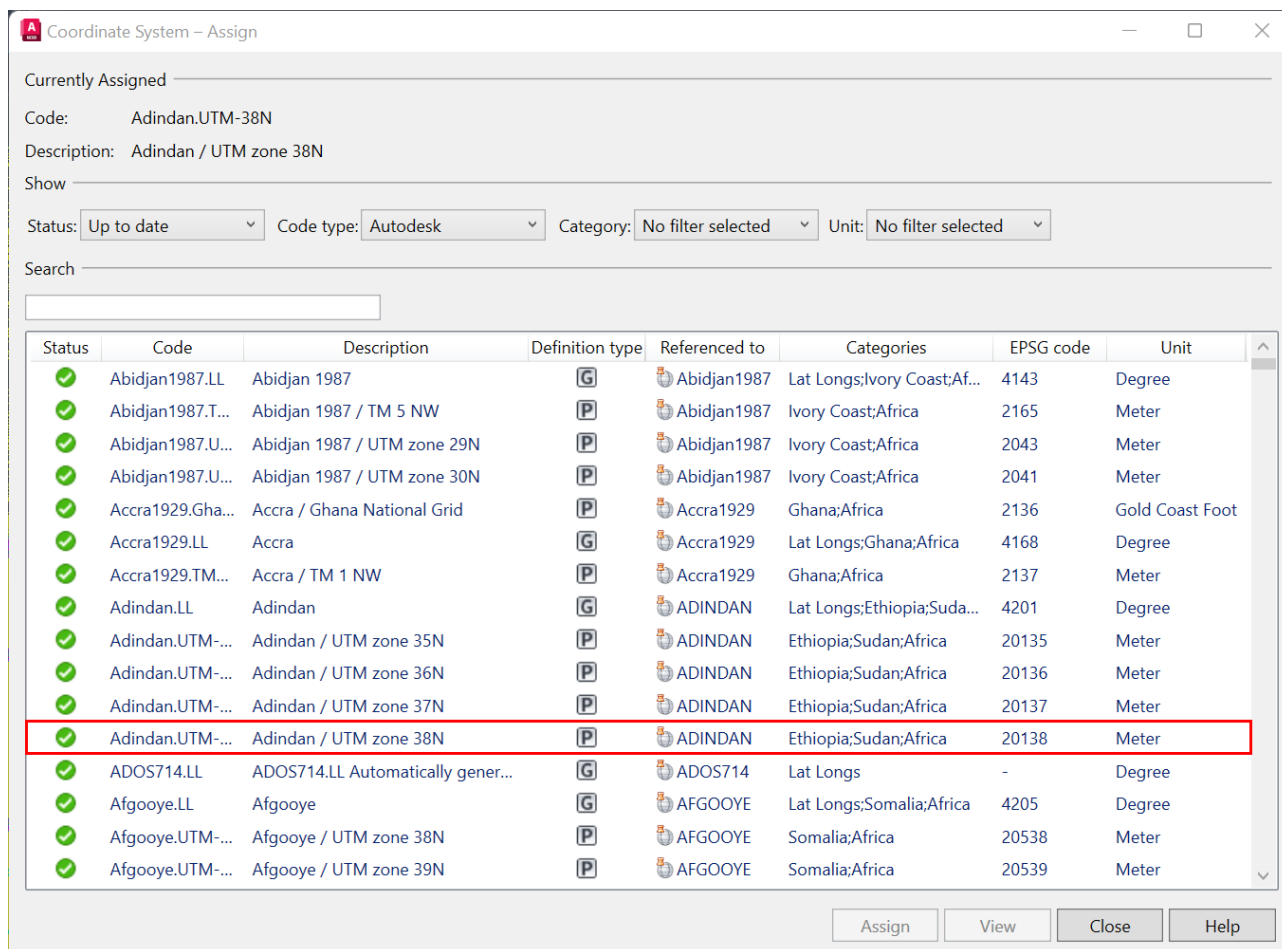 Coordinate System – Assign
Currently Assigned
Code: Adindan.UTM-38N
Description: Adindan / UTM zone 38N
Show
Status: Up to date Code type: Autodesk Category: No filter selected Unit: No filter selected
Search
Status Code Description Definition type Referenced to Categories EPSG code Unit
Abidjan1987.LL Abidjan 1987 G Abidjan1987 Lat Longs;Ivory Coast;Af... 4143 Degree
Abidjan1987.T... Abidjan 1987 / TM 5 NW P Abidjan1987 Ivory Coast;Africa 2165 Meter
Abidjan1987.U... Abidjan 1987 / UTM zone 29N P Abidjan1987 Ivory Coast;Africa 2043 Meter
Abidjan1987.U... Abidjan 1987 / UTM zone 30N P Abidjan1987 Ivory Coast;Africa 2041 Meter
Accra1929.Gha... Accra / Ghana National Grid P Accra1929 Ghana;Africa 2136 Gold Coast Foot
Accra1929.LL Accra G Accra1929 Lat Longs;Ghana;Africa 4168 Degree
Accra1929.TM... Accra / TM 1 NW P Accra1929 Ghana;Africa 2137 Meter
Adindan.LL Adindan G ADINDAN Lat Longs;Ethiopia;Suda... 4201 Degree
Adindan.UTM-... Adindan / UTM zone 35N P ADINDAN Ethiopia;Sudan;Africa 20135 Meter
Adindan.UTM-... Adindan / UTM zone 36N P ADINDAN Ethiopia;Sudan;Africa 20136 Meter
Adindan.UTM-... Adindan / UTM zone 37N P ADINDAN Ethiopia;Sudan;Africa 20137 Meter
Adindan.UTM-... Adindan / UTM zone 38N P ADINDAN Ethiopia;Sudan;Africa 20138 Meter
ADOS714.LL ADOS714.LL Automatically gener... G ADOS714 Lat Longs - Degree
Afgooye.LL Afgooye G AFGOOYE Lat Longs;Somalia;Africa 4205 Degree
Afgooye.UTM-... Afgooye / UTM zone 38N P AFGOOYE Somalia;Africa 20538 Meter
Afgooye.UTM-... Afgooye / UTM zone 39N P AFGOOYE Somalia;Africa 20539 Meter
Assign View Close Help